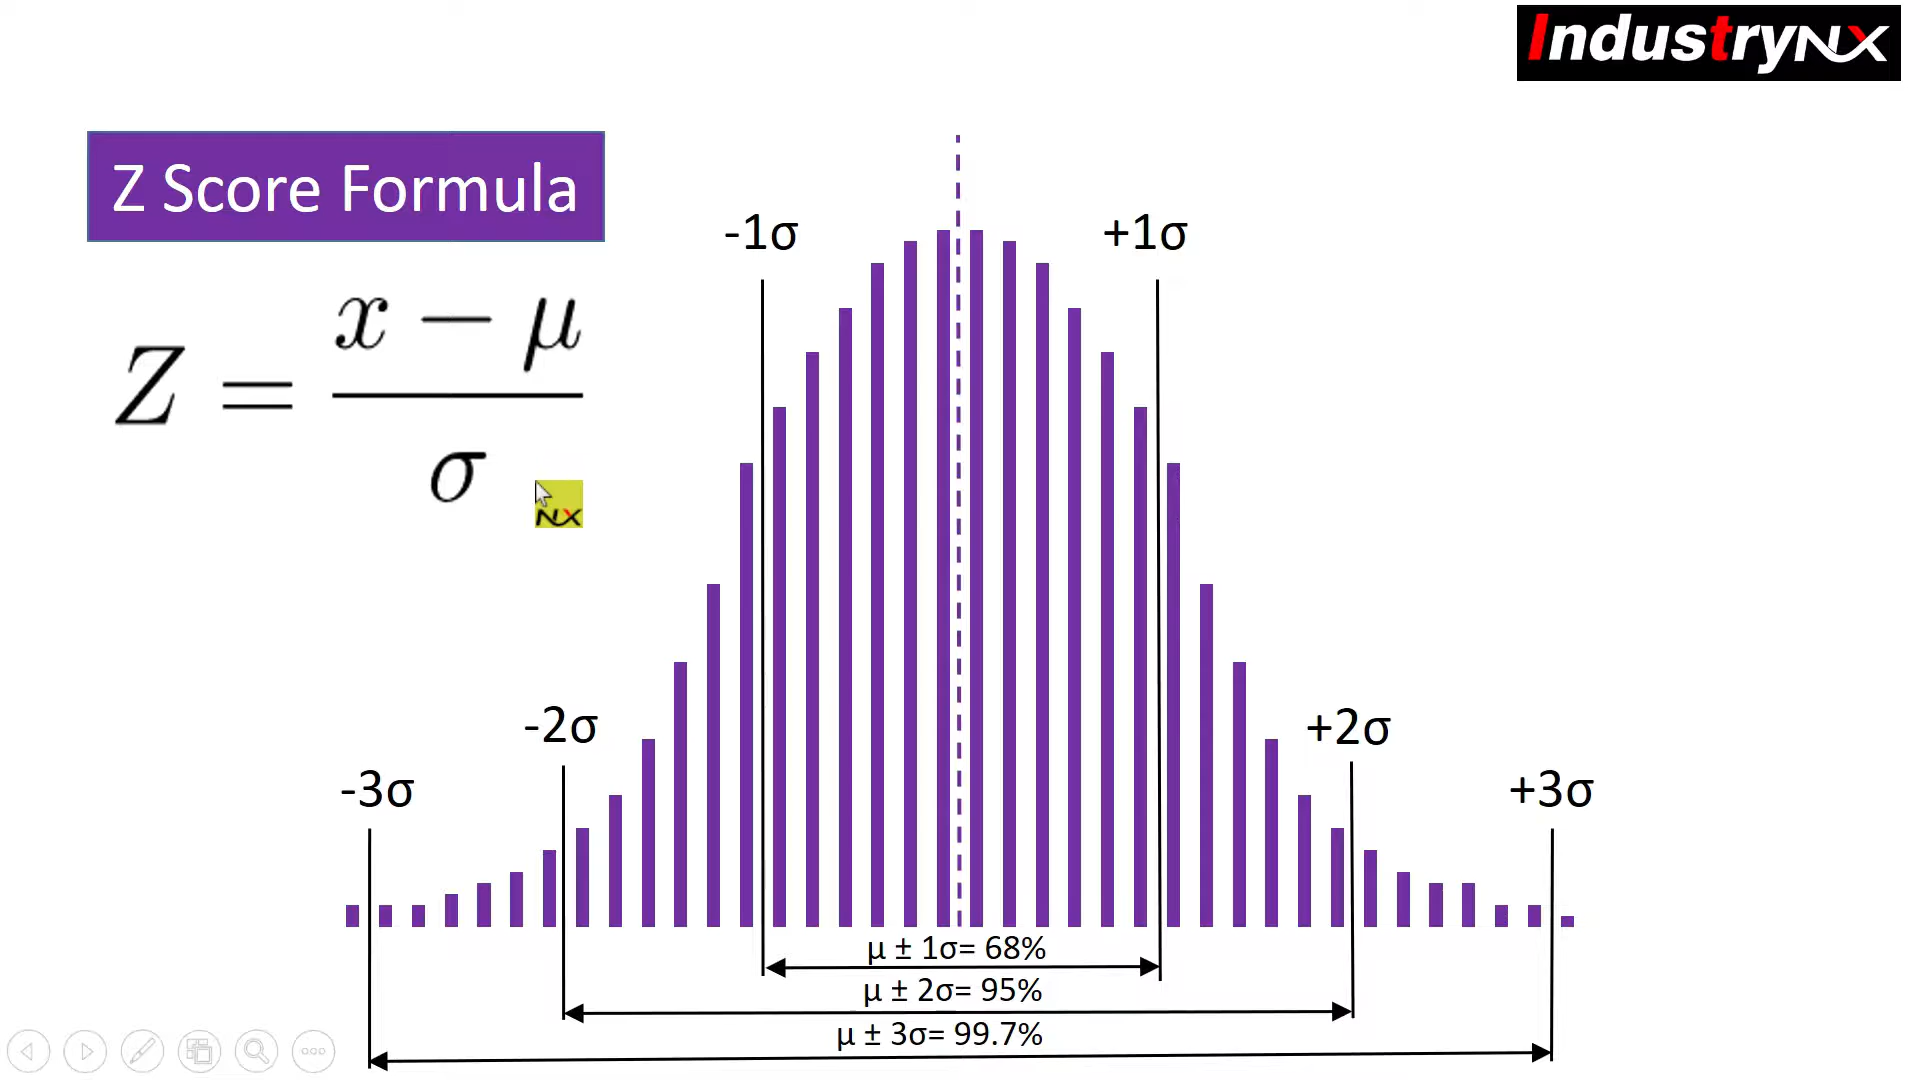 IndustryNX
Z Score Formula
Z = x − μ / σ
NX
-1σ
+1σ
-2σ
+2σ
-3σ
+3σ
μ ± 1σ= 68%
μ ± 2σ= 95%
μ ± 3σ= 99.7%